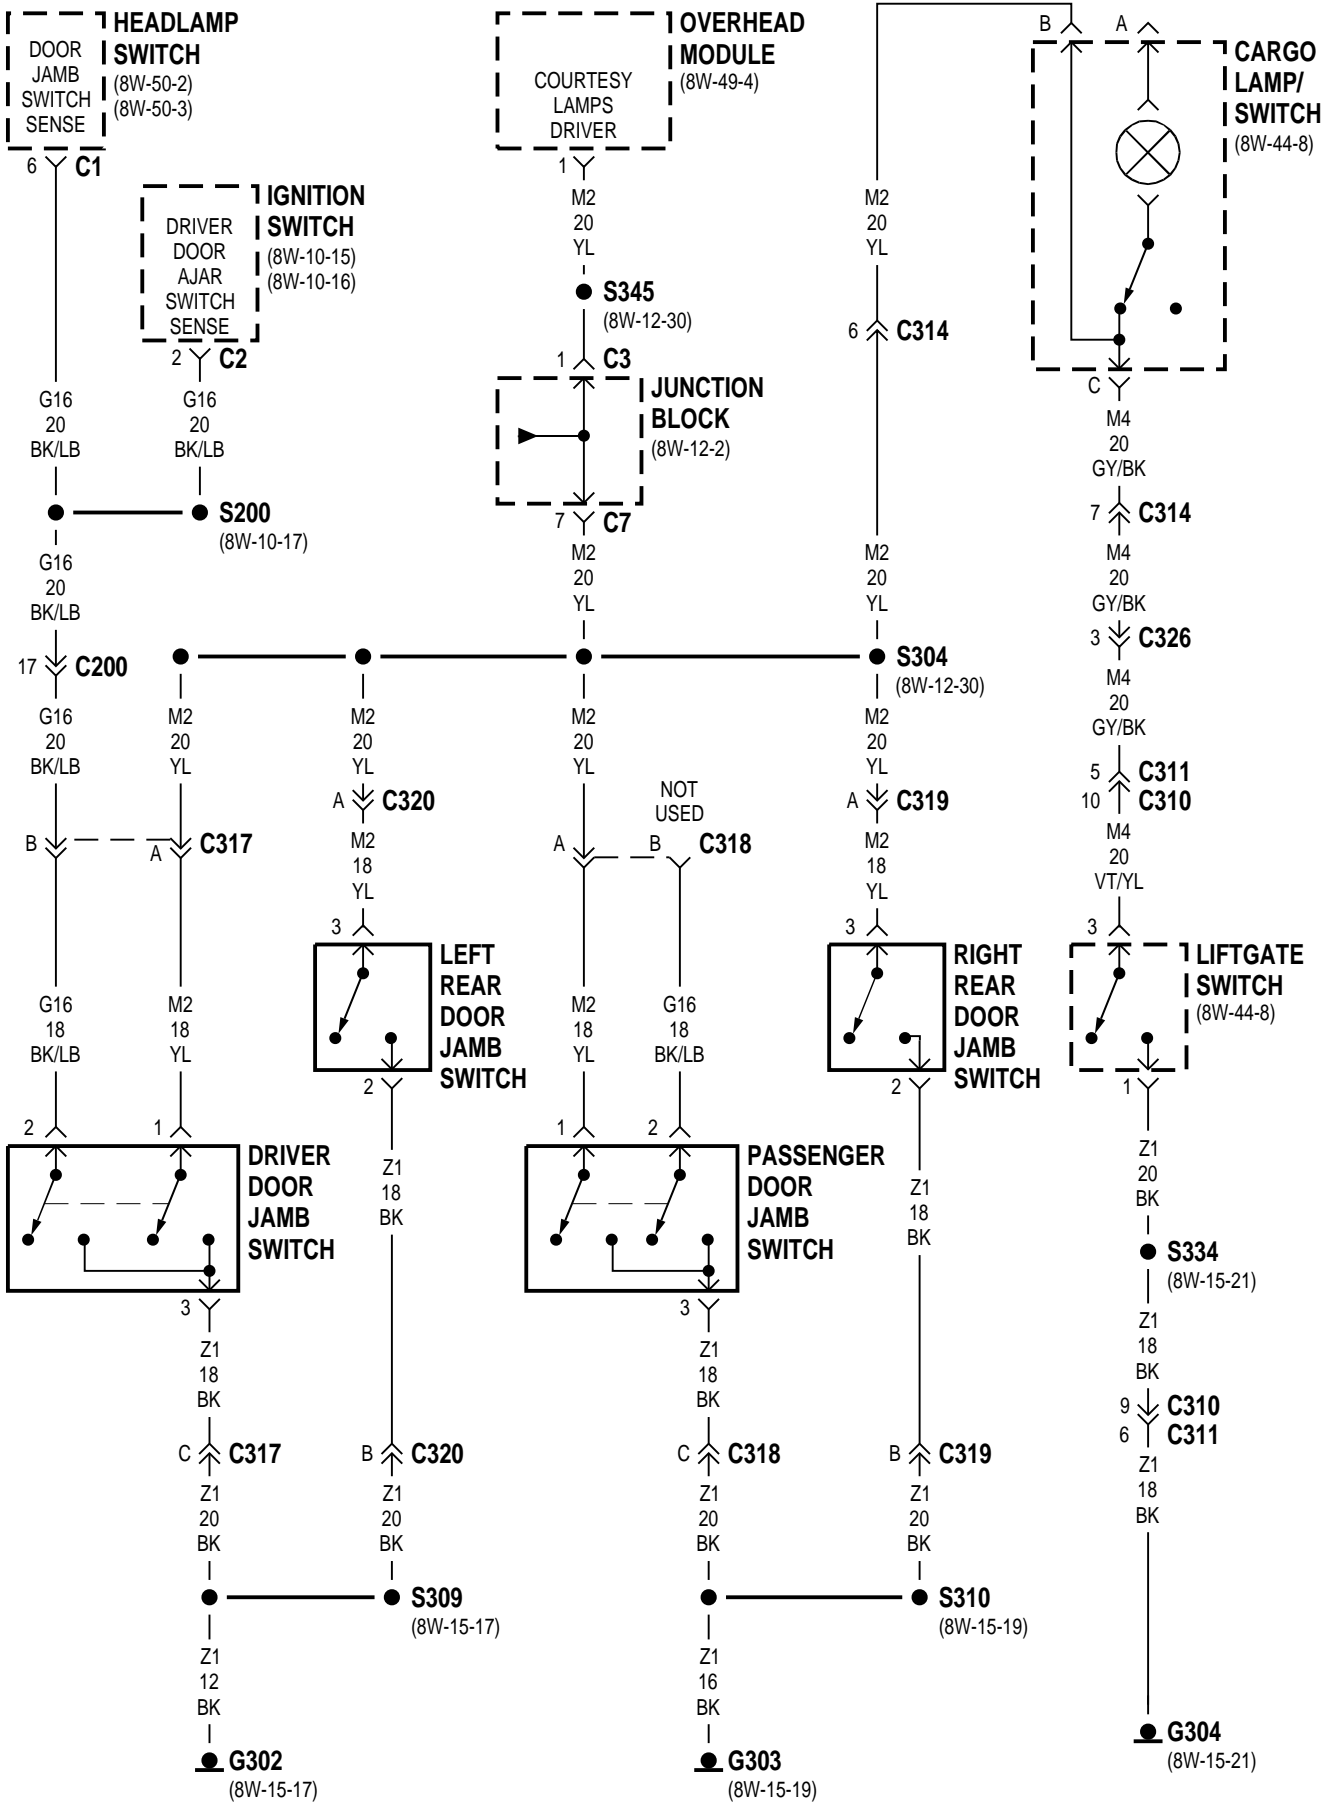 HEADLAMP
SWITCH
(8W-50-2)
(8W-50-3)
DOOR
JAMB
SWITCH
SENSE
6
C1
IGNITION
SWITCH
(8W-10-15)
(8W-10-16)
DRIVER
DOOR
AJAR
SWITCH
SENSE
2
C2
G16
20
BK/LB
G16
20
BK/LB
S200
(8W-10-17)
G16
20
BK/LB
17
C200
G16
20
BK/LB
M2
20
YL
B
A
C317
G16
18
BK/LB
M2
18
YL
2
1
DRIVER
DOOR
JAMB
SWITCH
3
Z1
18
BK
C
C317
Z1
20
BK
Z1
12
BK
G302
(8W-15-17)
M2
20
YL
A
C320
M2
18
YL
3
LEFT
REAR
DOOR
JAMB
SWITCH
2
Z1
18
BK
B
C320
Z1
20
BK
S309
(8W-15-17)
OVERHEAD
MODULE
(8W-49-4)
COURTESY
LAMPS
DRIVER
1
M2
20
YL
S345
(8W-12-30)
1
C3
JUNCTION
BLOCK
(8W-12-2)
7
C7
M2
20
YL
M2
20
YL
NOT
USED
A
B
C318
M2
18
YL
G16
18
BK/LB
1
2
PASSENGER
DOOR
JAMB
SWITCH
3
Z1
18
BK
C
C318
Z1
20
BK
Z1
16
BK
G303
(8W-15-19)
M2
20
YL
6
C314
M2
20
YL
S304
(8W-12-30)
M2
20
YL
A
C319
M2
18
YL
3
RIGHT
REAR
DOOR
JAMB
SWITCH
2
Z1
18
BK
B
C319
Z1
20
BK
S310
(8W-15-19)
B
A
CARGO
LAMP/
SWITCH
(8W-44-8)
C
M4
20
GY/BK
7
C314
M4
20
GY/BK
3
C326
M4
20
GY/BK
5
C311
10
C310
M4
20
VT/YL
3
LIFTGATE
SWITCH
(8W-44-8)
1
Z1
20
BK
S334
(8W-15-21)
Z1
18
BK
9
C310
6
C311
Z1
18
BK
G304
(8W-15-21)